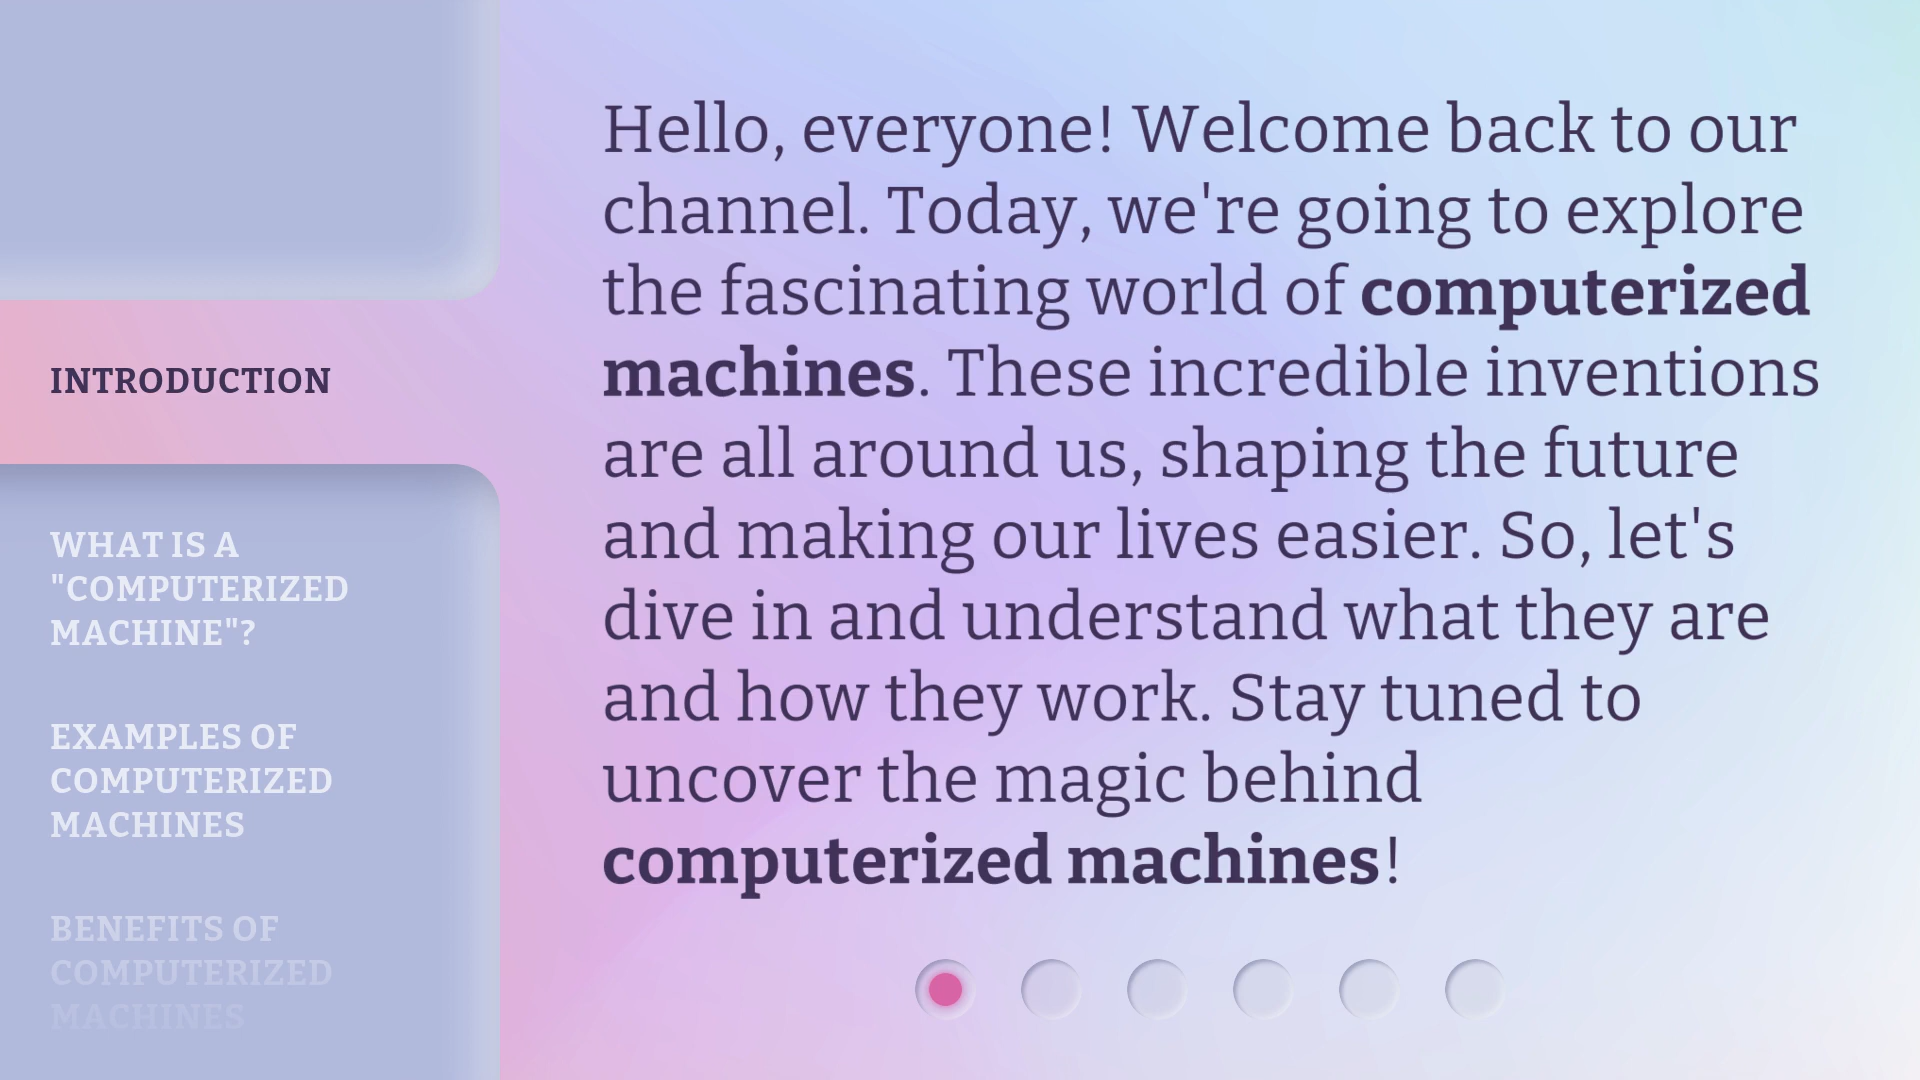 INTRODUCTION
WHAT IS A
"COMPUTERIZED
MACHINE"?
EXAMPLES OF
COMPUTERIZED
MACHINES
BENEFITS OF
COMPUTERIZED
MACHINES
Hello, everyone! Welcome back to our
channel. Today, we're going to explore
the fascinating world of computerized
machines. These incredible inventions
are all around us, shaping the future
and making our lives easier. So, let's
dive in and understand what they are
and how they work. Stay tuned to
uncover the magic behind
computerized machines!